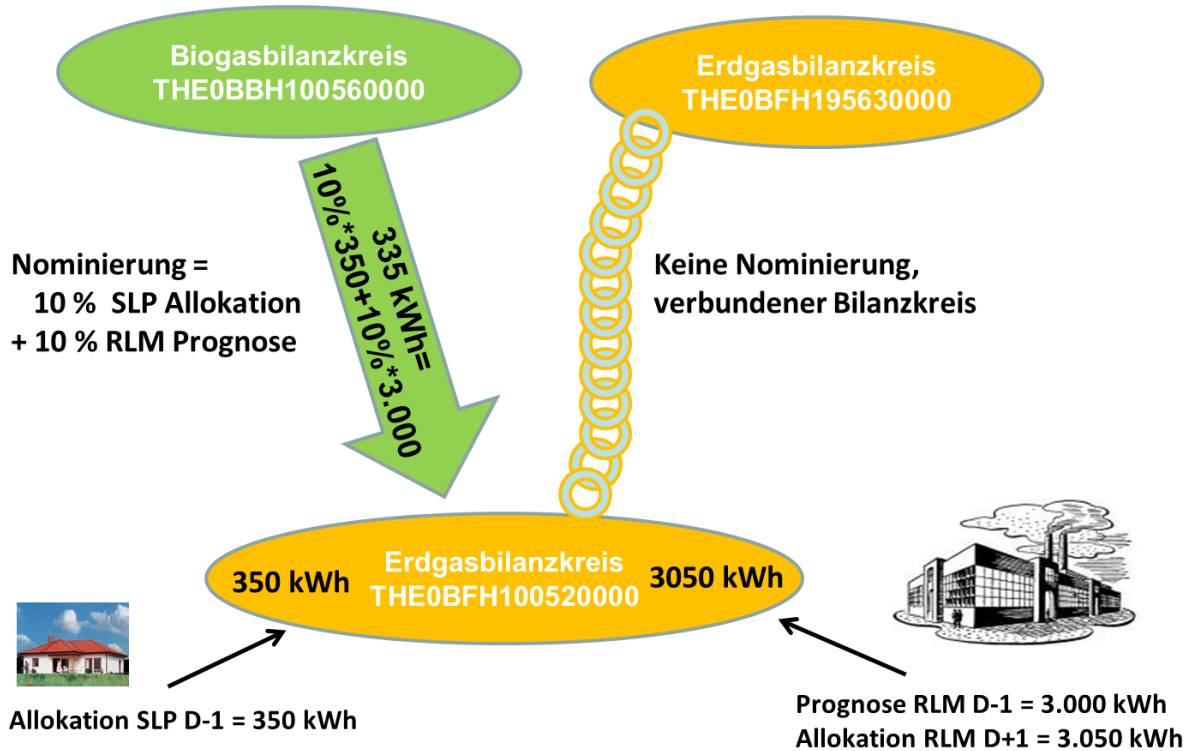 Biogasbilanzkreis
THE0BBH100560000
Erdgasbilanzkreis
THE0BFH195630000
335 kWh=
10%*350+10%*3.000
Nominierung =
10 % SLP Allokation
+ 10 % RLM Prognose
Keine Nominierung,
verbundener Bilanzkreis
350 kWh
Erdgasbilanzkreis
THE0BFH100520000
3050 kWh
Allokation SLP D-1 = 350 kWh
Prognose RLM D-1 = 3.000 kWh
Allokation RLM D+1 = 3.050 kWh